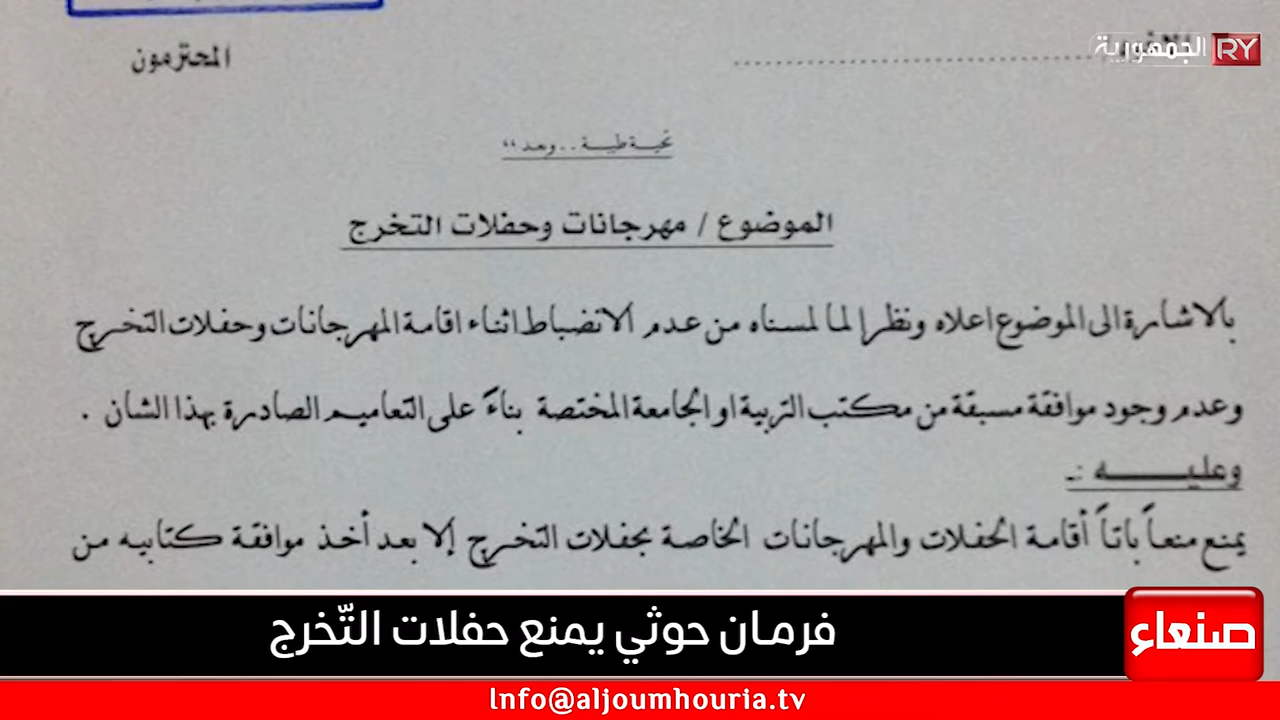 الجمهورية RY
المحترمون
تحية طيبة .. وبعد ،،
الموضوع / مهرجانات وحفلات التخرج
بالاشارة الى الموضوع اعلاه ونظرا لما لمسناه من عدم الانضباط اثناء اقامة المهرجانات وحفلات التخرج
وعدم وجود موافقة مسبقة من مكتب التربية او الجامعة المختصة بناءً على التعاميم الصادرة بهذا الشان .
وعليه :ـ
يمنع منعاً باتاً أقامة الحفلات والمهرجانات الخاصة بحفلات التخرج إلا بعد أخذ موافقة كتابيه من
فرمان حوثي يمنع حفلات التّخرج
صنعاء
Info@aljoumhouria.tv